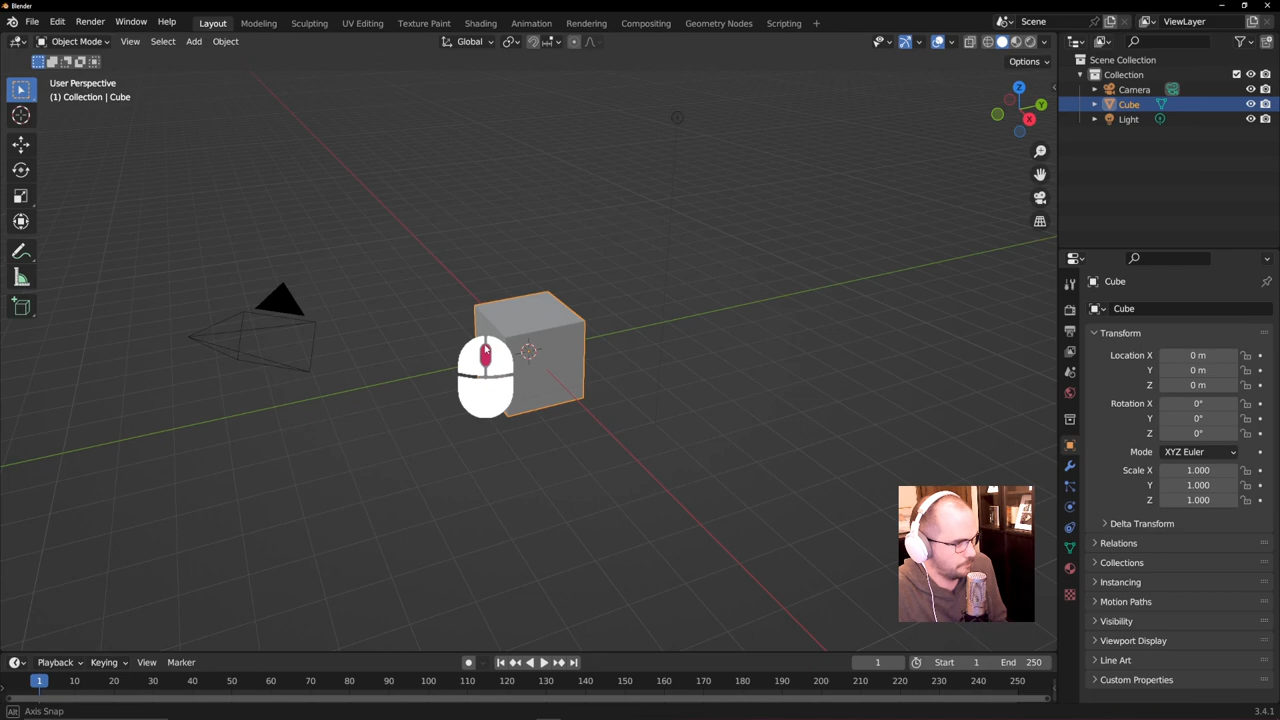 Blender
File Edit Render Window Help
Layout Modeling Sculpting UV Editing Texture Paint Shading Animation Rendering Compositing Geometry Nodes Scripting +
Scene
ViewLayer
Object Mode View Select Add Object
Global
Options
User Perspective
(1) Collection | Cube
Z
Y
X
Scene Collection
Collection
Camera
Cube
Light
Cube
Cube
Transform
Location X 0 m
Y 0 m
Z 0 m
Rotation X 0°
Y 0°
Z 0°
Mode XYZ Euler
Scale X 1.000
Y 1.000
Z 1.000
Delta Transform
Relations
Collections
Instancing
Motion Paths
Visibility
Viewport Display
Line Art
Custom Properties
Playback Keying View Marker
1 Start 1 End 250
1 10 20 30 40 50 60 70 80 90 100 110 120 130 140 150 160 170 180 190 200 210 220 230 240 250
Alt Axis Snap
3.4.1